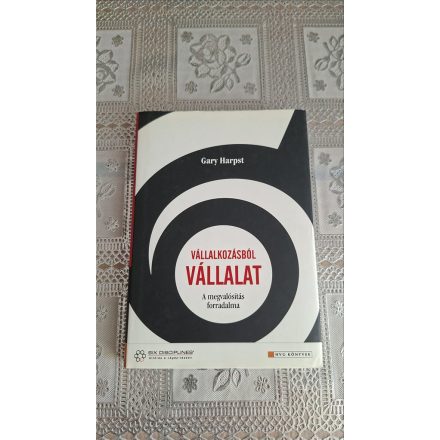 Gary Harpst
VÁLLALKOZÁSBÓL
VÁLLALAT
A megvalósítás
forradalma
SIX DISCIPLINES
HVG KÖNYVEK